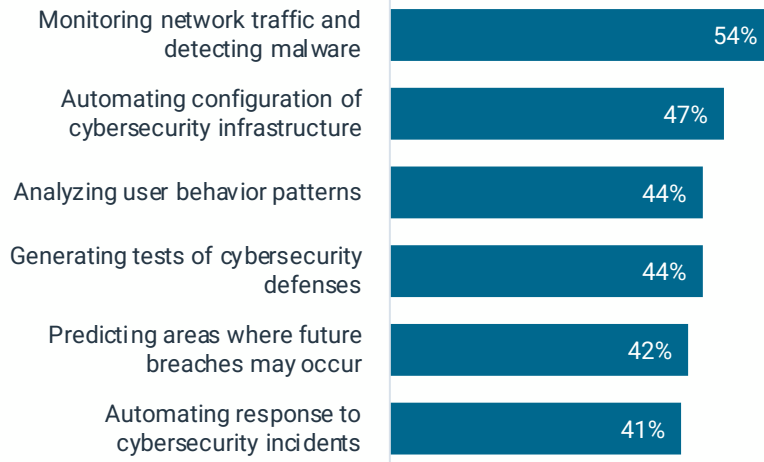 Monitoring network traffic and
detecting malware
54%
Automating configuration of
cybersecurity infrastructure
47%
Analyzing user behavior patterns
44%
Generating tests of cybersecurity
defenses
44%
Predicting areas where future
breaches may occur
42%
Automating response to
cybersecurity incidents
41%